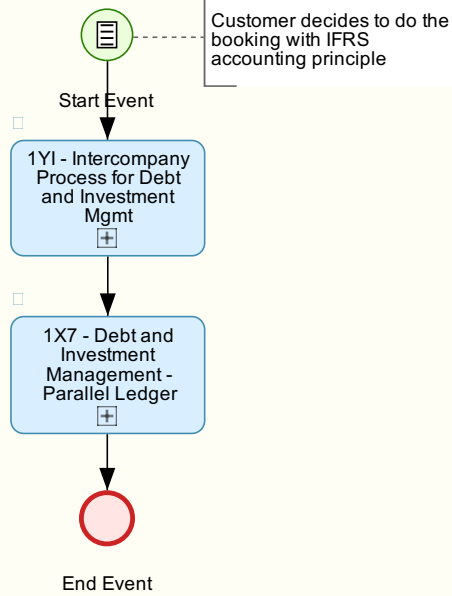 Customer decides to do the
booking with IFRS
accounting principle
Start Event
1YI - Intercompany
Process for Debt
and Investment
Mgmt
1X7 - Debt and
Investment
Management -
Parallel Ledger
End Event